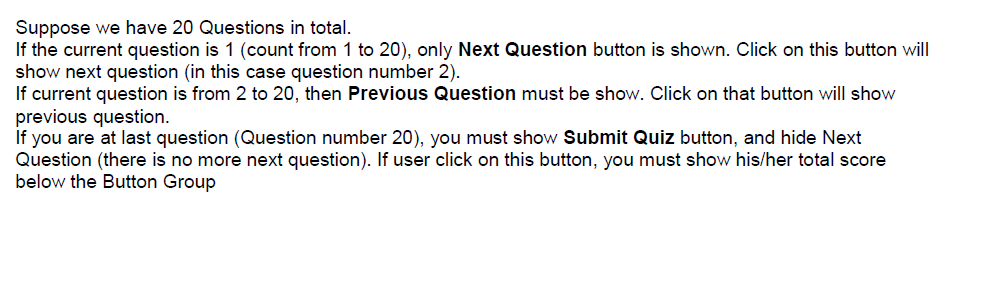 Suppose we have 20 Questions in total.
If the current question is 1 (count from 1 to 20), only Next Question button is shown. Click on this button will
show next question (in this case question number 2).
If current question is from 2 to 20, then Previous Question must be show. Click on that button will show
previous question.
If you are at last question (Question number 20), you must show Submit Quiz button, and hide Next
Question (there is no more next question). If user click on this button, you must show his/her total score
below the Button Group